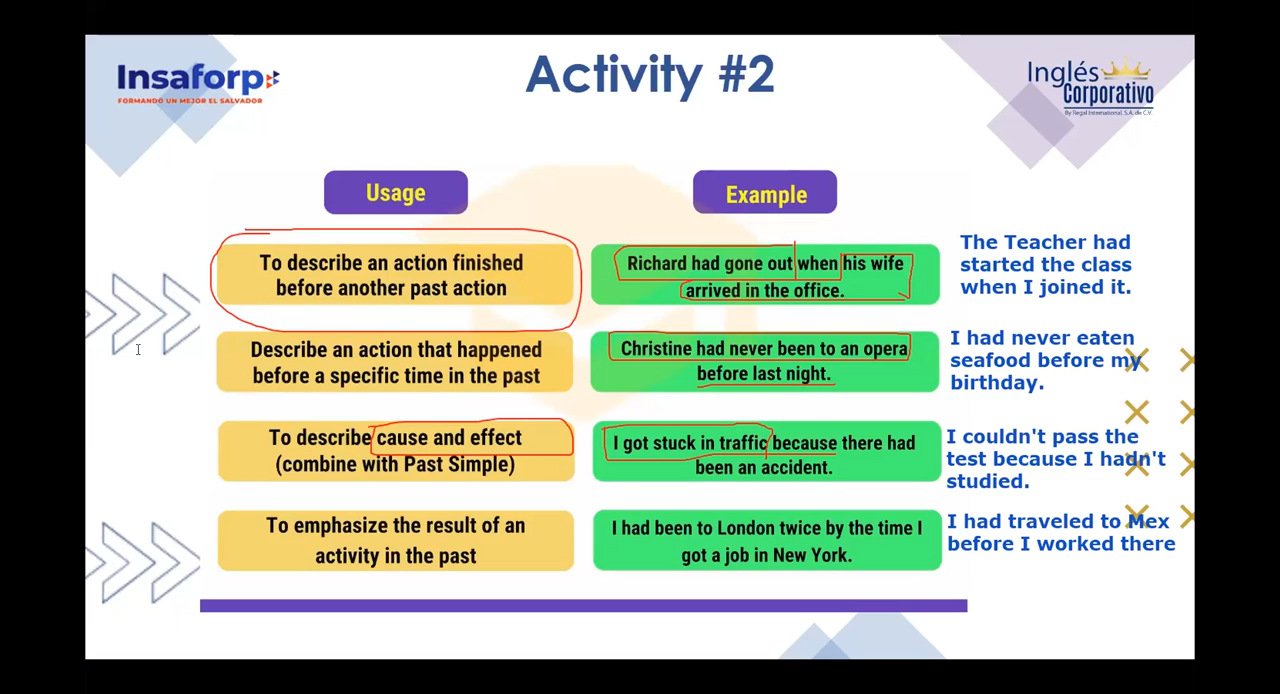 Activity #2
Insaforp
FORMANDO UN MEJOR EL SALVADOR
Inglés
Corporativo
By Regal International, S.A. de C.V.
Usage
Example
To describe an action finished
before another past action
Richard had gone out when his wife
arrived in the office.
The Teacher had
started the class
when I joined it.
Describe an action that happened
before a specific time in the past
Christine had never been to an opera
before last night.
I had never eaten
seafood before my
birthday.
To describe cause and effect
(combine with Past Simple)
I got stuck in traffic because there had
been an accident.
I couldn't pass the
test because I hadn't
studied.
To emphasize the result of an
activity in the past
I had been to London twice by the time I
got a job in New York.
I had traveled to Mex
before I worked there